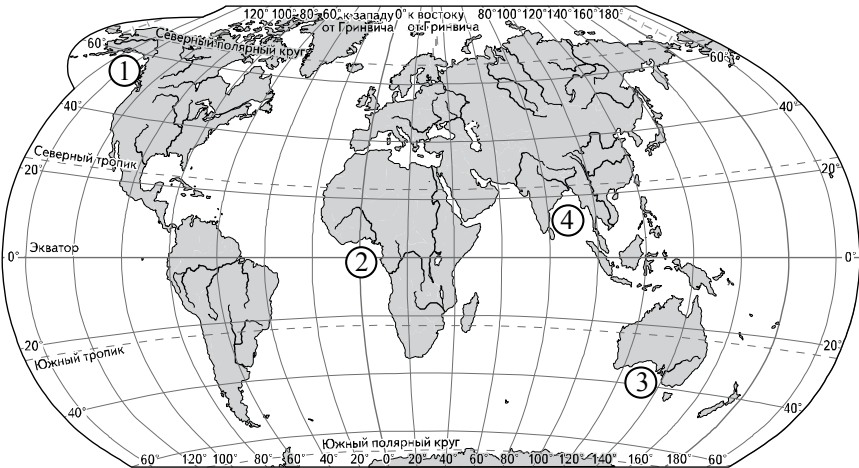 120° 100° 80° 60° к западу 0° к востоку 80° 100° 120° 140° 160° 180°
от Гринвича от Гринвича
Северный полярный круг
60° 60°
1
40° 40°
Северный тропик
20° 20°
4
Экватор
0° 2 0°
20° 20°
Южный тропик
3
40° 40°
Южный полярный круг
60° 120° 100° 80° 60° 40° 20° 0° 20° 40° 60° 80° 100° 120° 140° 160° 180° 60°